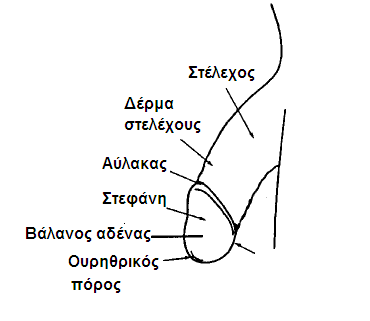 Στέλεχος
Δέρμα
στελέχους
Αύλακας
Στεφάνη
Βάλανος αδένας
Ουρηθρικός
πόρος